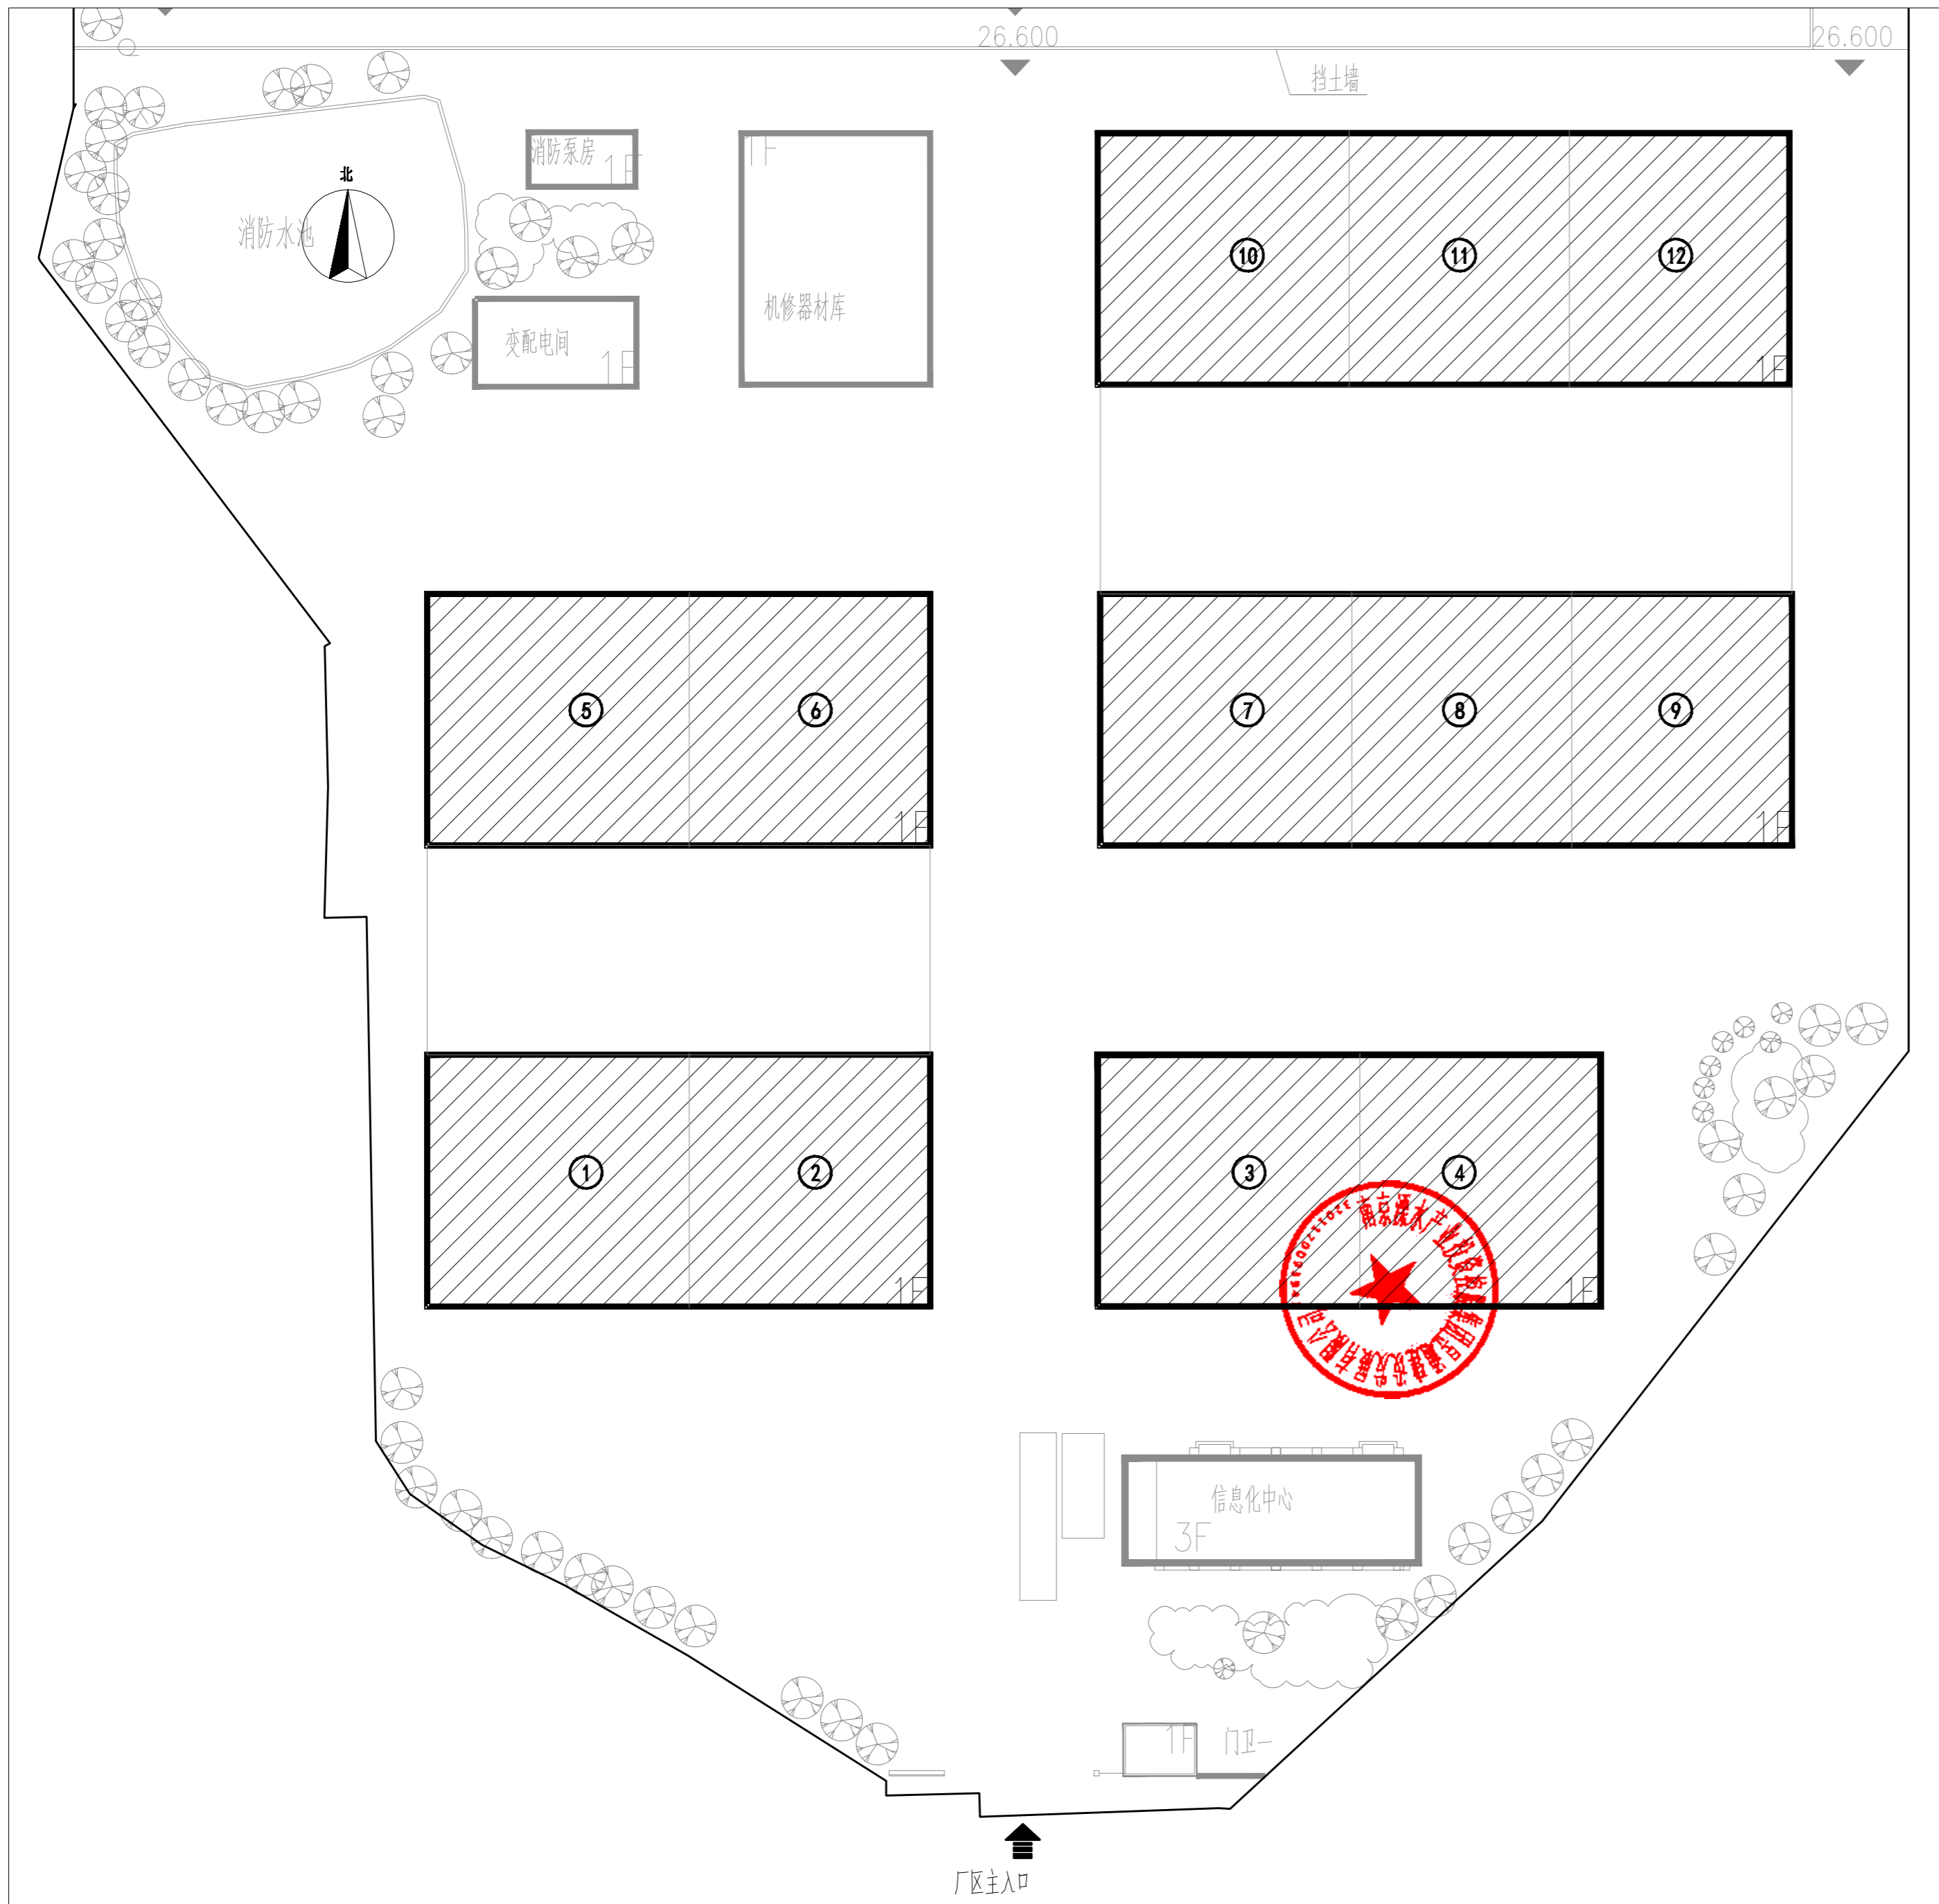 26.600
26.600
挡土墙
消防泵房
1F
1F
北
消防水池
机修器材库
变配电间
1F
10
11
12
1F
5
6
1F
7
8
9
1F
1
2
1F
3
4
1F
信息化中心
3F
1F
门卫一
厂区主入口